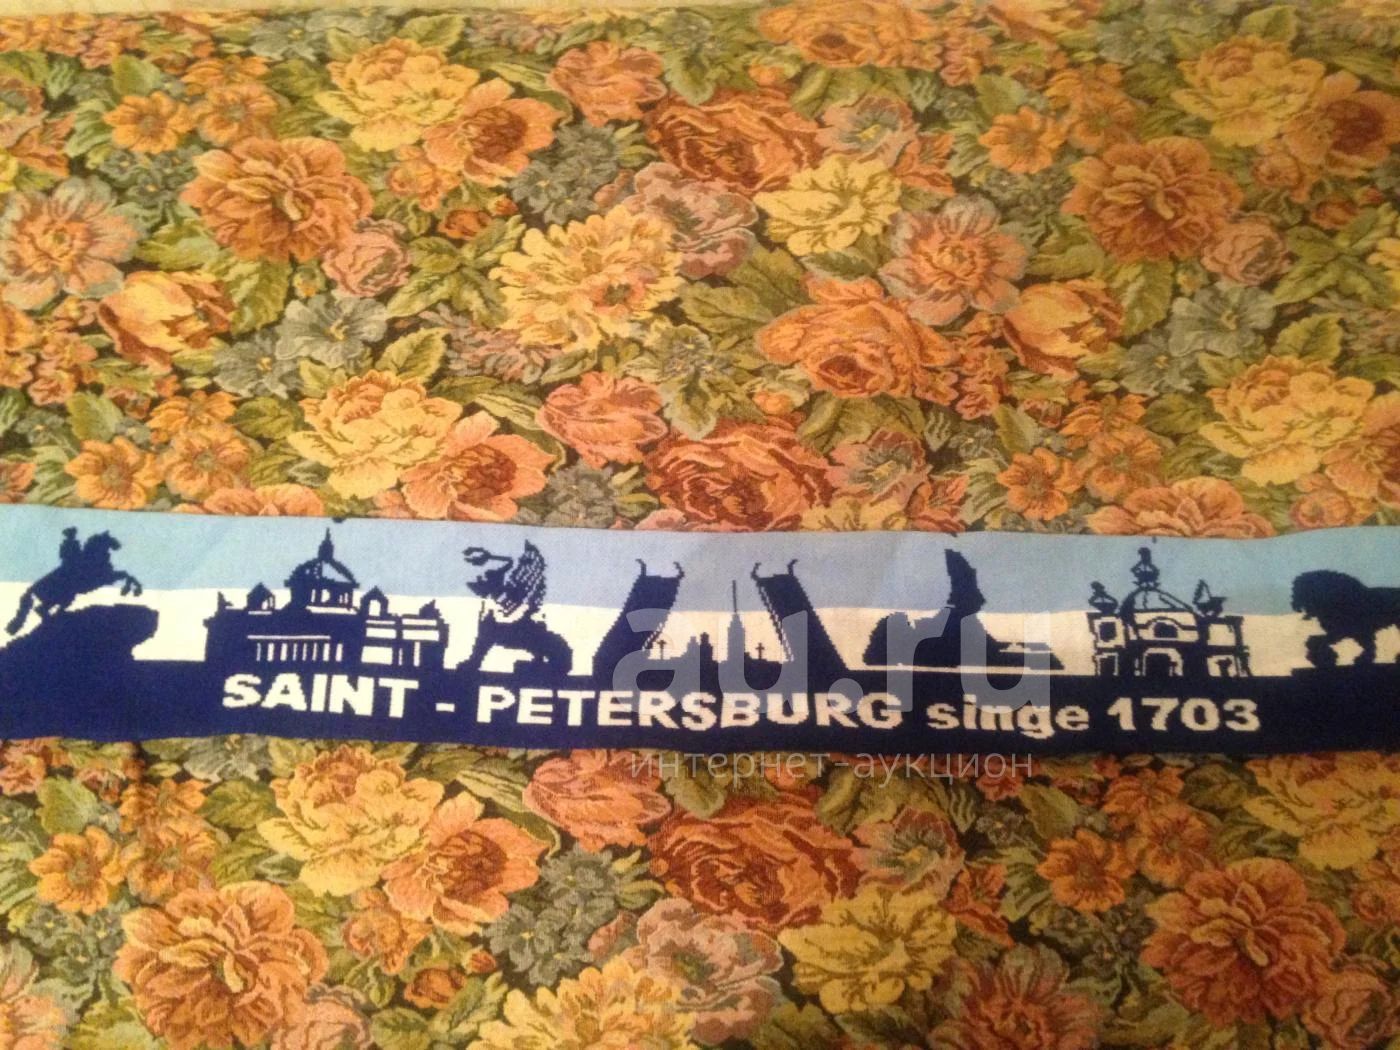 SAINT - PETERSBURG singe 1703
au.ru
интернет-аукцион